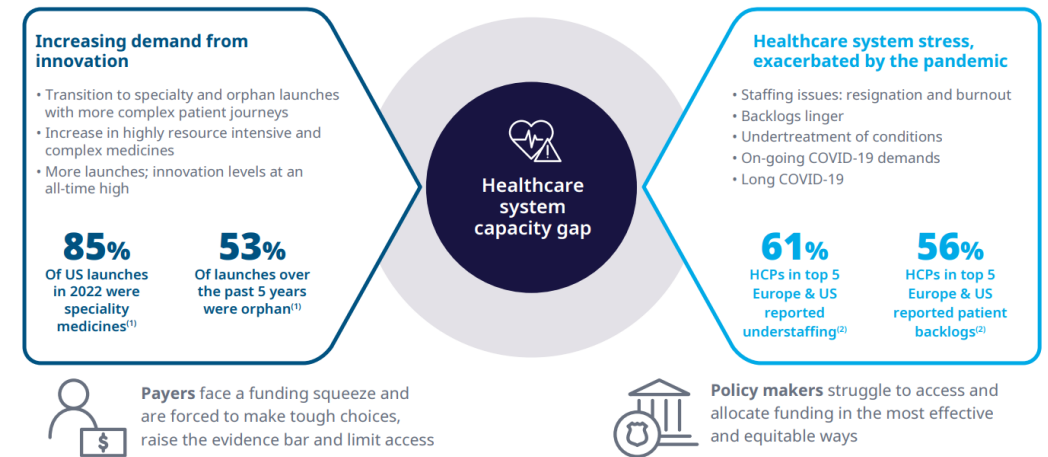 Increasing demand from
innovation
• Transition to specialty and orphan launches
with more complex patient journeys
• Increase in highly resource intensive and
complex medicines
• More launches; innovation levels at an
all-time high
85%
Of US launches
in 2022 were
speciality
medicines(1)
53%
Of launches over
the past 5 years
were orphan(1)
Healthcare
system
capacity gap
Healthcare system stress,
exacerbated by the pandemic
• Staffing issues: resignation and burnout
• Backlogs linger
• Undertreatment of conditions
• On-going COVID-19 demands
• Long COVID-19
61%
HCPs in top 5
Europe & US
reported
understaffing(2)
56%
HCPs in top 5
Europe & US
reported patient
backlogs(2)
$
Payers face a funding squeeze and
are forced to make tough choices,
raise the evidence bar and limit access
Policy makers struggle to access and
allocate funding in the most effective
and equitable ways